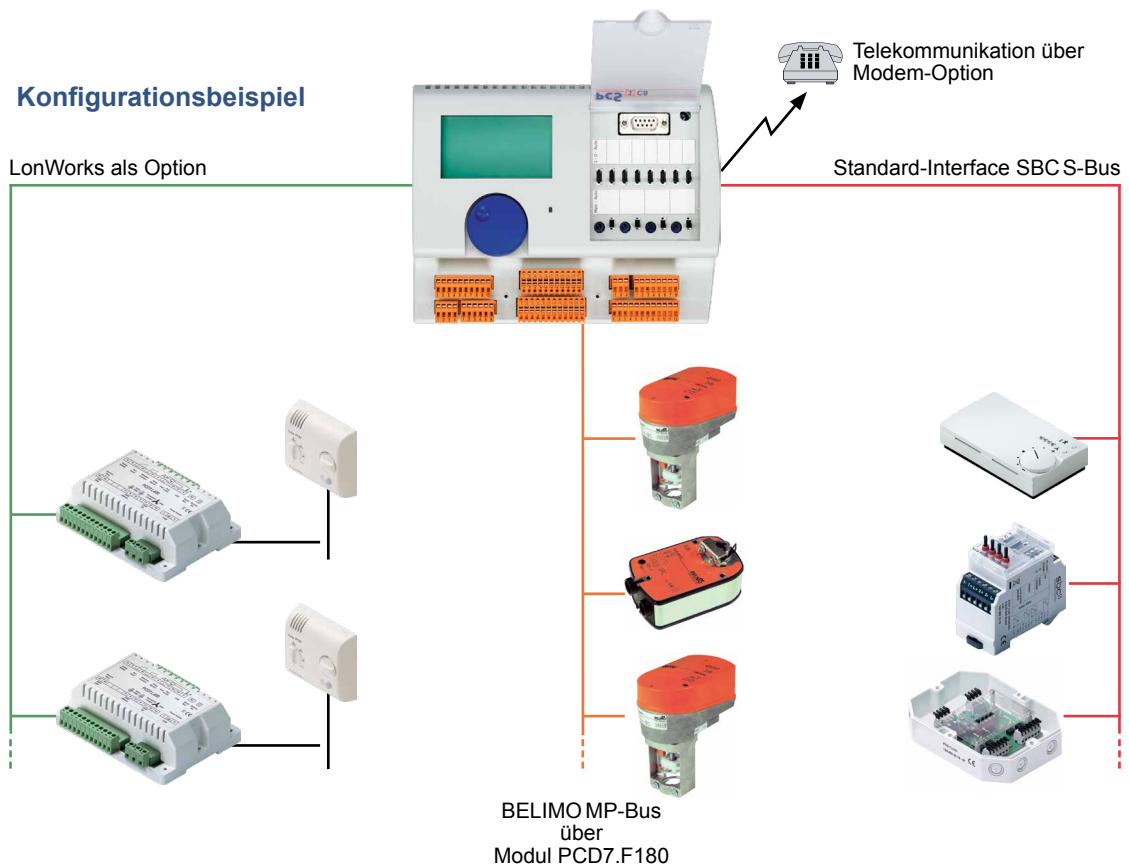 Konfigurationsbeispiel
Telekommunikation über
Modem-Option
LonWorks als Option
Standard-Interface SBC S-Bus
BELIMO MP-Bus
über
Modul PCD7.F180